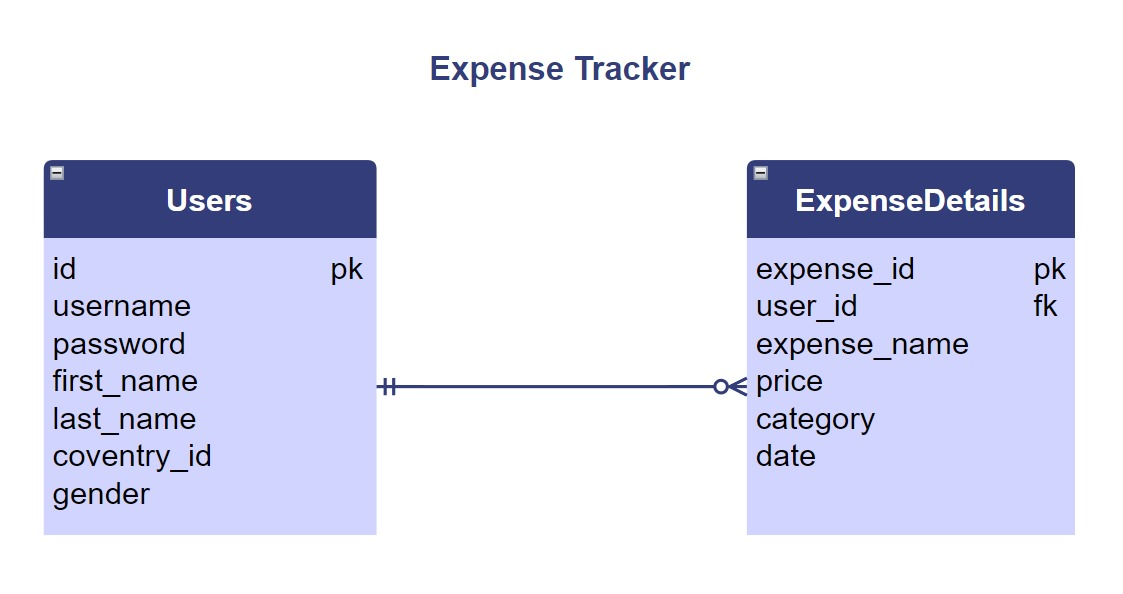 Expense Tracker
Users
id pk
username
password
first_name
last_name
coventry_id
gender
ExpenseDetails
expense_id pk
user_id fk
expense_name
price
category
date